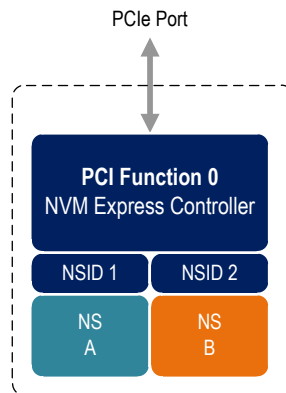 PCIe Port
PCI Function 0
NVM Express Controller
NSID 1
NSID 2
NS
A
NS
B